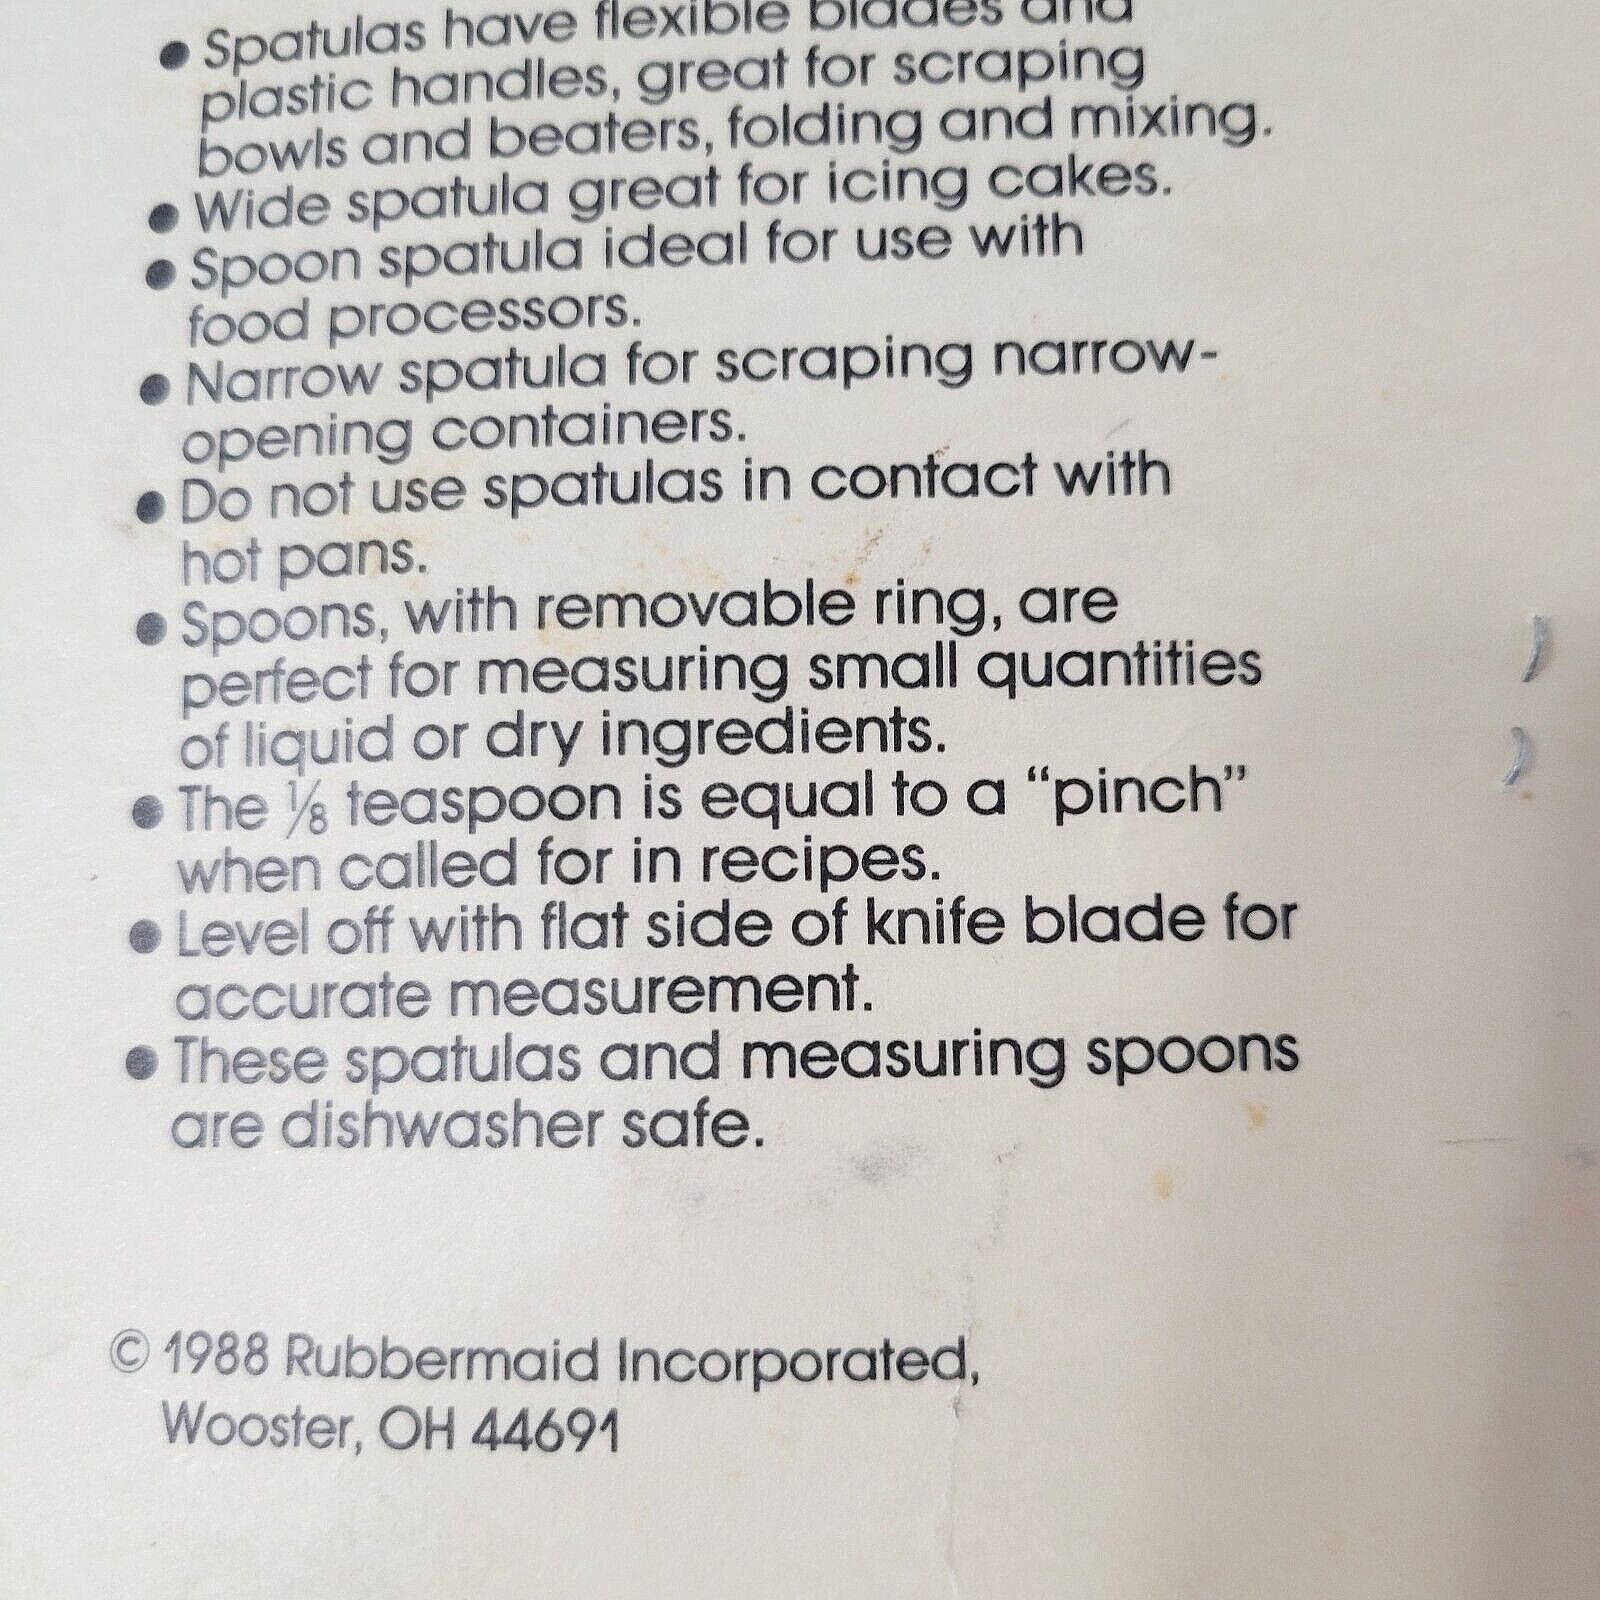 ● Spatulas have flexible blades and
plastic handles, great for scraping
bowls and beaters, folding and mixing.
● Wide spatula great for icing cakes.
● Spoon spatula ideal for use with
food processors.
● Narrow spatula for scraping narrow-
opening containers.
● Do not use spatulas in contact with
hot pans.
● Spoons, with removable ring, are
perfect for measuring small quantities
of liquid or dry ingredients.
● The ⅛ teaspoon is equal to a “pinch”
when called for in recipes.
● Level off with flat side of knife blade for
accurate measurement.
● These spatulas and measuring spoons
are dishwasher safe.
© 1988 Rubbermaid Incorporated,
Wooster, OH 44691